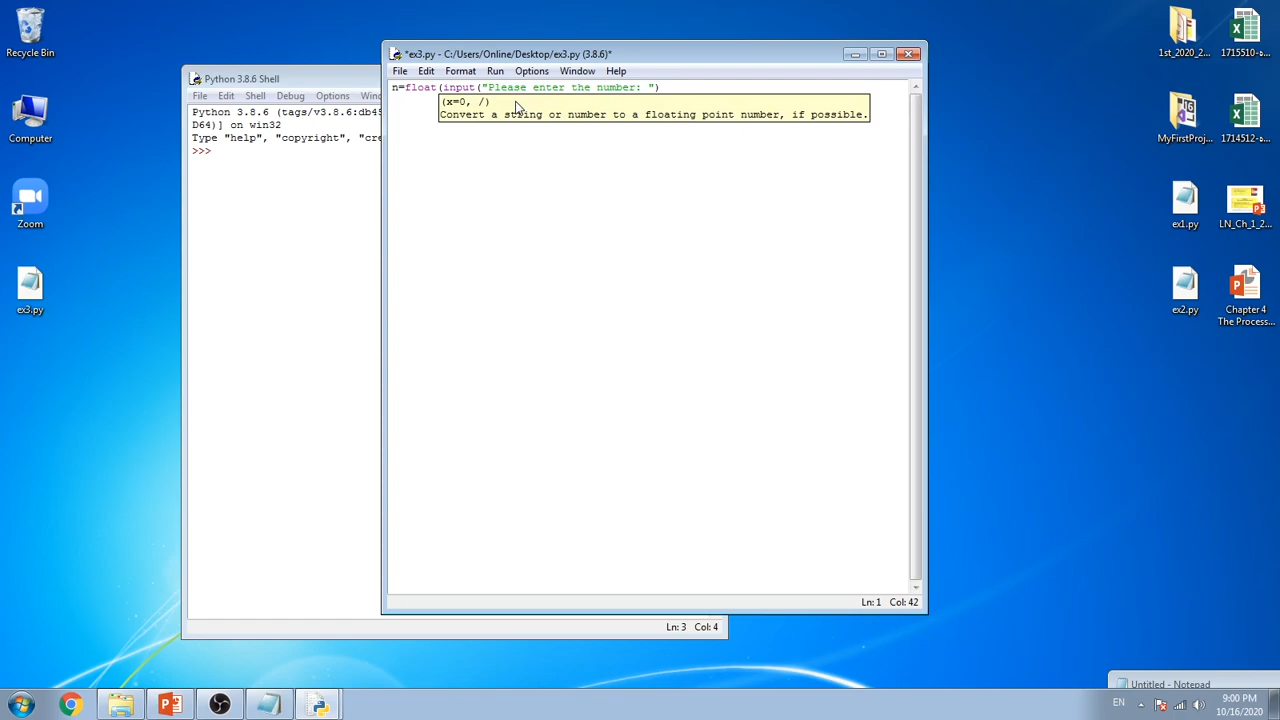 Recycle Bin
Computer
Zoom
ex3.py
Python 3.8.6 Shell
File Edit Shell Debug Options
Python 3.8.6 (tags/v3.8.6:db45
D64)] on win32
Type "help", "copyright", "cre
>>>
Ln: 3 Col: 4
*ex3.py - C:/Users/Online/Desktop/ex3.py (3.8.6)*
File Edit Format Run Options Window Help
n=float(input("Please enter the number: ")
(x=0, /)
Convert a string or number to a floating point number, if possible.
Ln: 1 Col: 42
1st_2020_2...
1715510-
MyFirstProj...
1714512-
ex1.py
LN_Ch_1_2...
ex2.py
Chapter 4
The Process...
Untitled - Notepad
EN
9:00 PM
10/16/2020